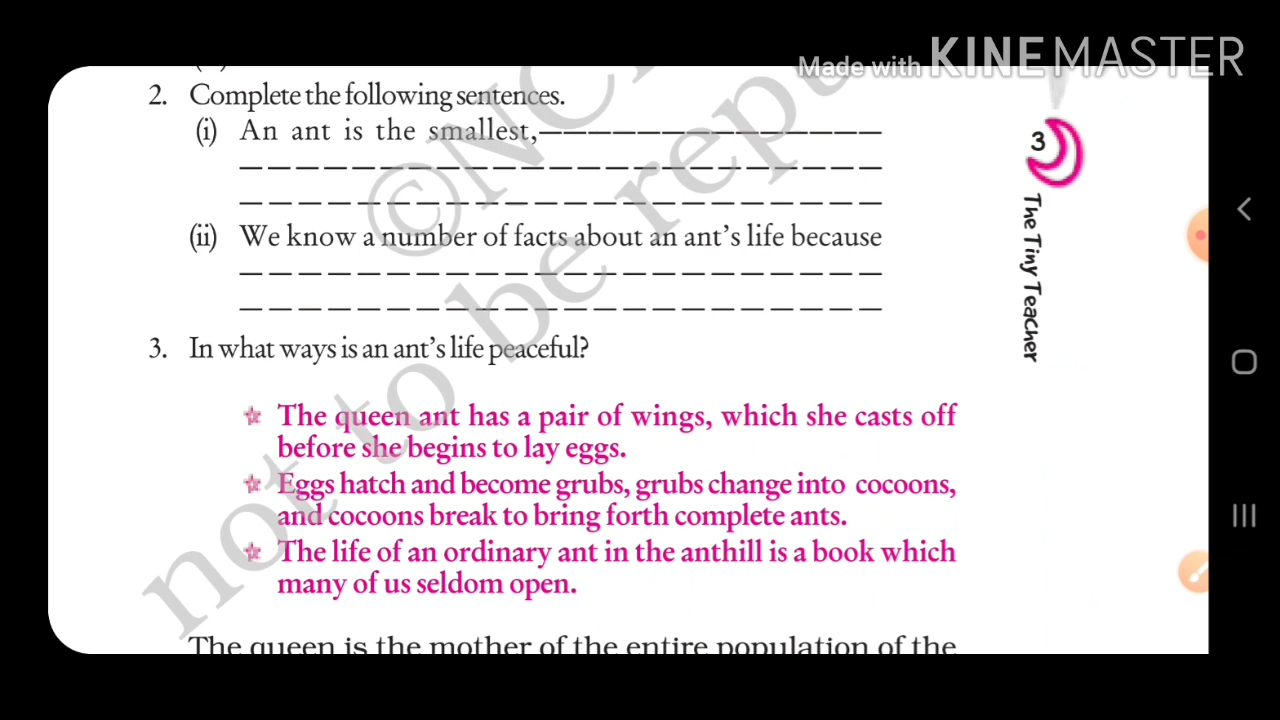 Made with KINEMASTER
2. Complete the following sentences.
(i) An ant is the smallest,
(ii) We know a number of facts about an ant's life because
3. In what ways is an ant's life peaceful?
The queen ant has a pair of wings, which she casts off
before she begins to lay eggs.
Eggs hatch and become grubs, grubs change into cocoons,
and cocoons break to bring forth complete ants.
The life of an ordinary ant in the anthill is a book which
many of us seldom open.
The queen is the mother of the entire population of the
3
The Tiny Teacher
not to be